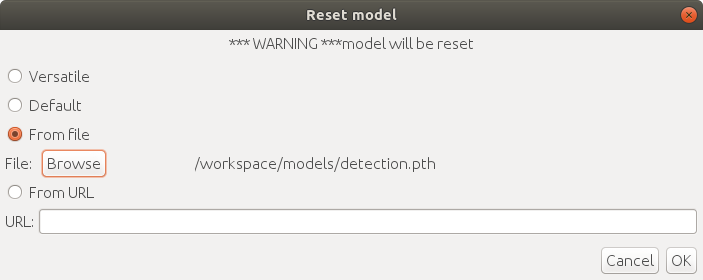 Reset model
*** WARNING ***model will be reset
Versatile
Default
From file
File: Browse /workspace/models/detection.pth
From URL
URL:
Cancel OK